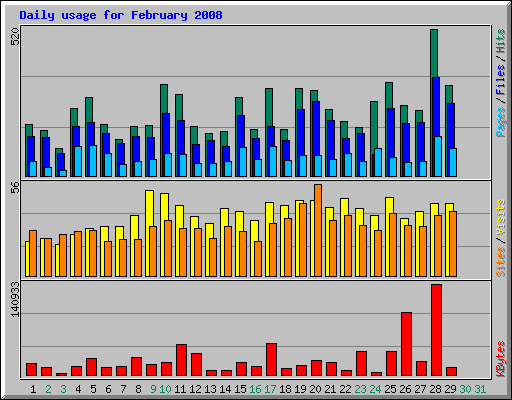 Daily usage for February 2008
520
Pages / Files / Hits
56
Sites / Visits
140933
KBytes
1 2 3 4 5 6 7 8 9 10 11 12 13 14 15 16 17 18 19 20 21 22 23 24 25 26 27 28 29 30 31